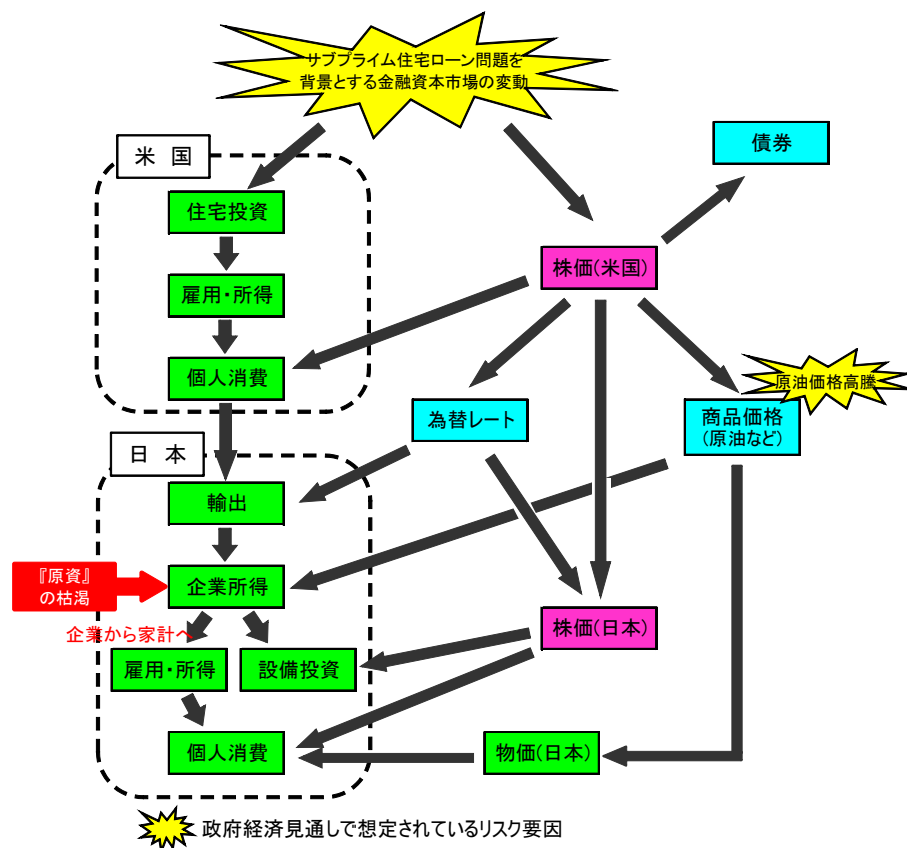 サブプライム住宅ローン問題を
背景とする金融資本市場の変動
債券
米 国
住宅投資
株価(米国)
雇用・所得
個人消費
原油価格高騰
為替レート
商品価格
(原油など)
日 本
輸出
『原資』
の枯渇
企業所得
企業から家計へ
株価(日本)
雇用・所得
設備投資
個人消費
物価(日本)
政府経済見通しで想定されているリスク要因